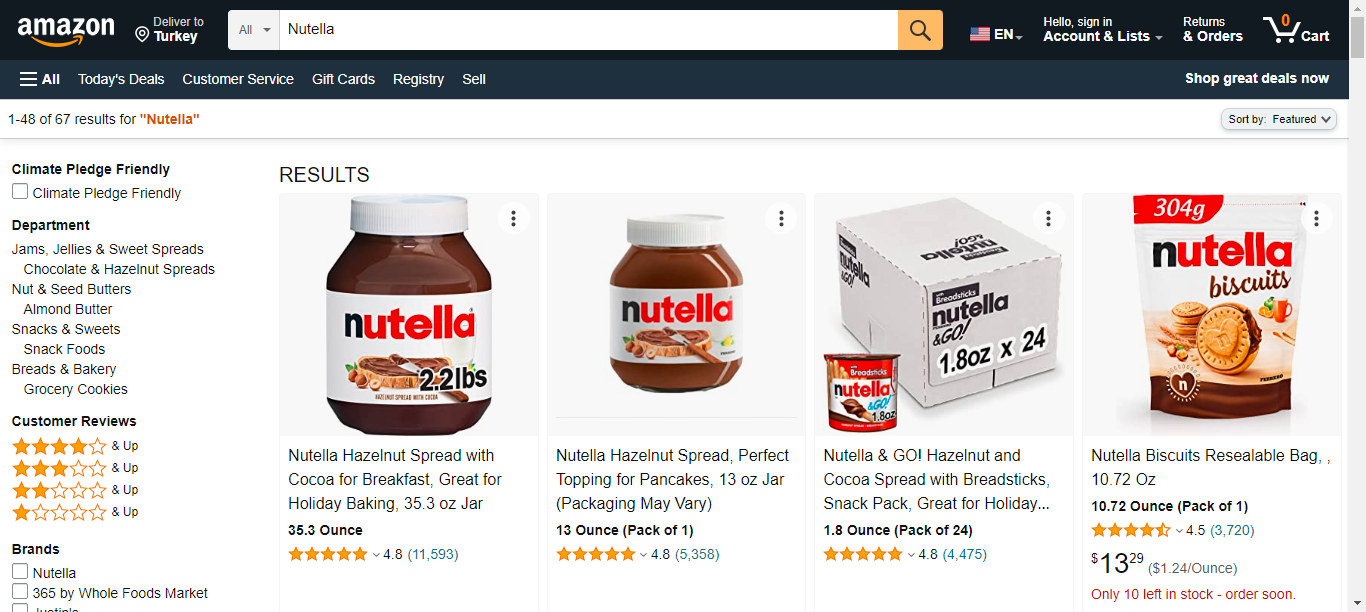 amazon
Deliver to
Turkey
All
Nutella
EN
Hello, sign in
Account & Lists
Returns
& Orders
0
Cart
All
Today's Deals
Customer Service
Gift Cards
Registry
Sell
Shop great deals now
1-48 of 67 results for "Nutella"
Sort by: Featured
Climate Pledge Friendly
Climate Pledge Friendly
Department
Jams, Jellies & Sweet Spreads
Chocolate & Hazelnut Spreads
Nut & Seed Butters
Almond Butter
Snacks & Sweets
Snack Foods
Breads & Bakery
Grocery Cookies
Customer Reviews
& Up
& Up
& Up
& Up
Brands
Nutella
365 by Whole Foods Market
RESULTS
nutella
2.2lbs
HAZELNUT SPREAD WITH COCOA
Nutella Hazelnut Spread with
Cocoa for Breakfast, Great for
Holiday Baking, 35.3 oz Jar
35.3 Ounce
4.8 (11,593)
nutella
Nutella Hazelnut Spread, Perfect
Topping for Pancakes, 13 oz Jar
(Packaging May Vary)
13 Ounce (Pack of 1)
4.8 (5,358)
nutella
&GO!
nutella
&GO!
with Breadsticks
nutella
&GO!
1.8oz x 24
Breadsticks
nutella
&GO!
1.8oz
Nutella & GO! Hazelnut and
Cocoa Spread with Breadsticks,
Snack Pack, Great for Holiday...
1.8 Ounce (Pack of 24)
4.8 (4,475)
304g
nutella
biscuits
FERRERO
n
Nutella Biscuits Resealable Bag, ,
10.72 Oz
10.72 Ounce (Pack of 1)
4.5 (3,720)
$1329 ($1.24/Ounce)
Only 10 left in stock - order soon.